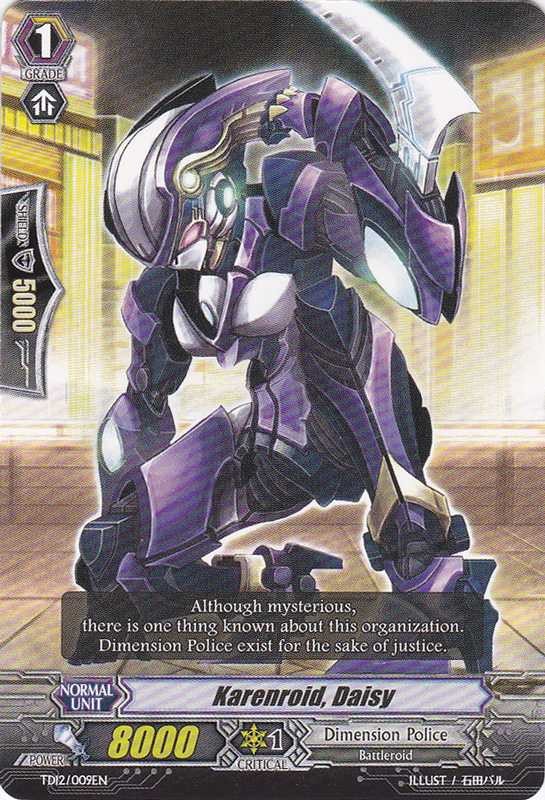 1
GRADE
SHIELD
5000
Although mysterious,
there is one thing known about this organization.
Dimension Police exist for the sake of justice.
NORMAL
UNIT
Karenroid, Daisy
POWER
8000
1
CRITICAL
Dimension Police
Battleroid
TD12/009EN
ILLUST / 石田バル